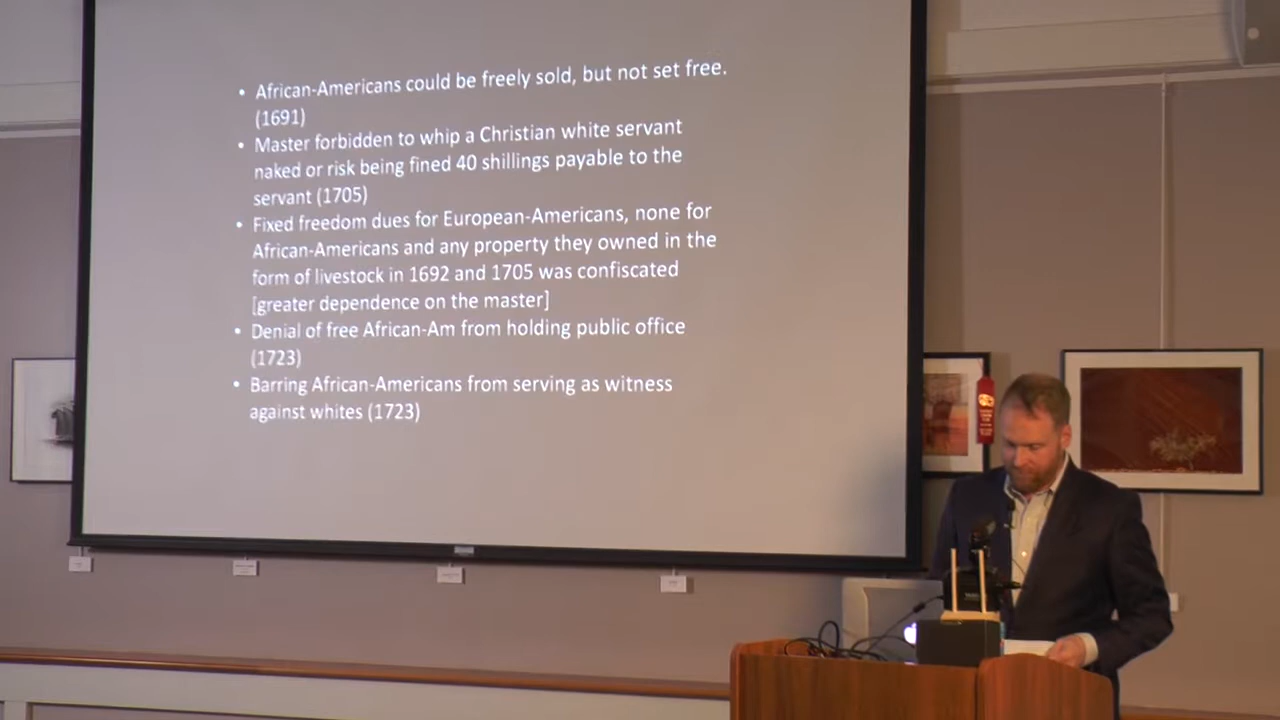 • African-Americans could be freely sold, but not set free.
(1691)
• Master forbidden to whip a Christian white servant
naked or risk being fined 40 shillings payable to the
servant (1705)
• Fixed freedom dues for European-Americans, none for
African-Americans and any property they owned in the
form of livestock in 1692 and 1705 was confiscated
[greater dependence on the master]
• Denial of free African-Am from holding public office
(1723)
• Barring African-Americans from serving as witness
against whites (1723)